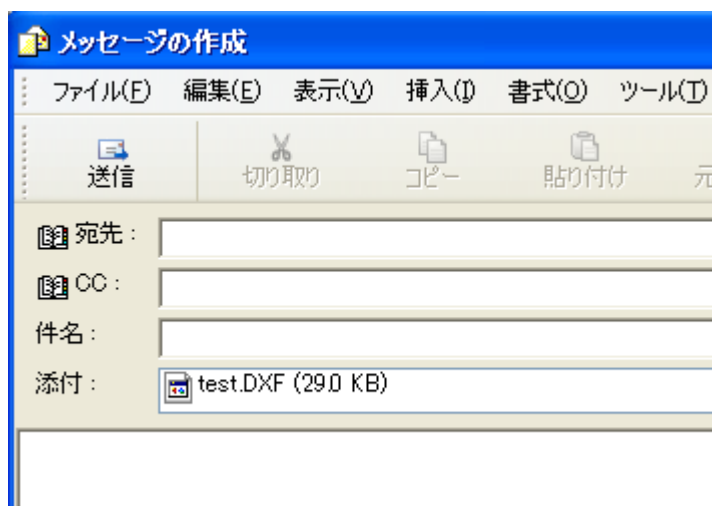 メッセージの作成
ファイル(F) 編集(E) 表示(V) 挿入(I) 書式(O) ツール(T)
送信 切り取り コピー 貼り付け 元
宛先:
CC:
件名:
添付: test.DXF (29.0 KB)